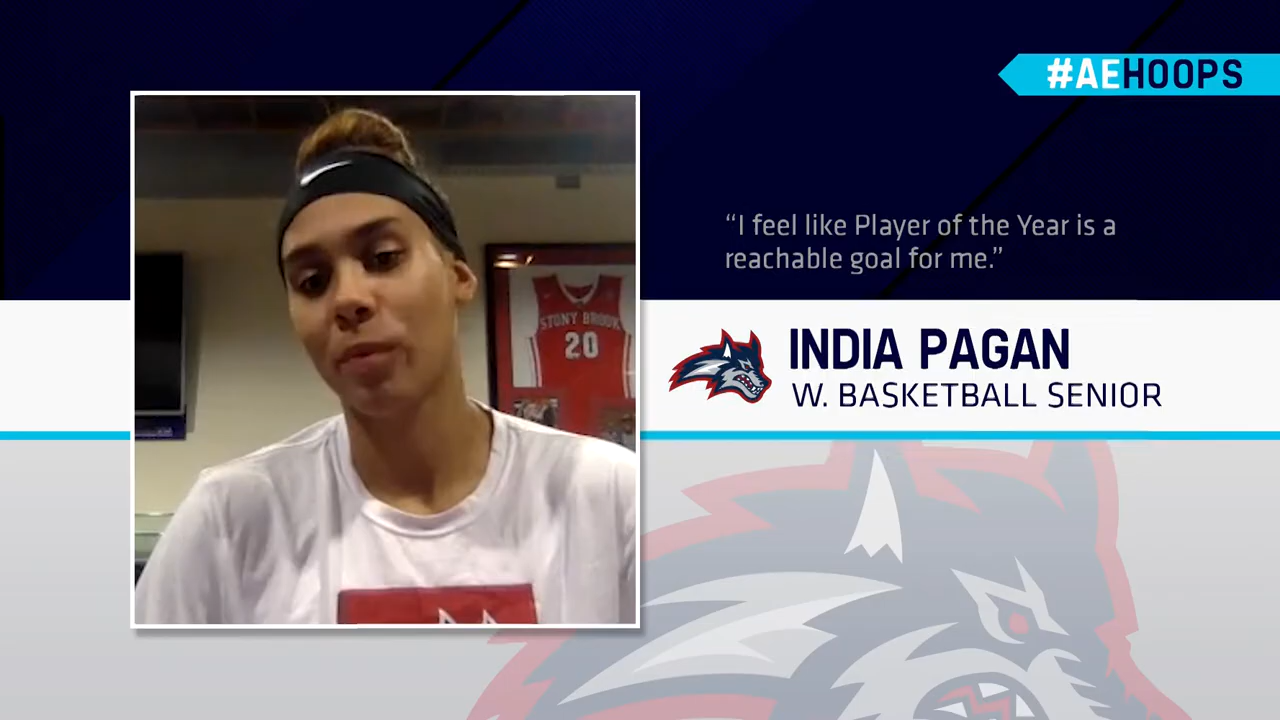 #AEHOOPS
“I feel like Player of the Year is a
reachable goal for me.”
INDIA PAGAN
W. BASKETBALL SENIOR
STONY BROOK
20